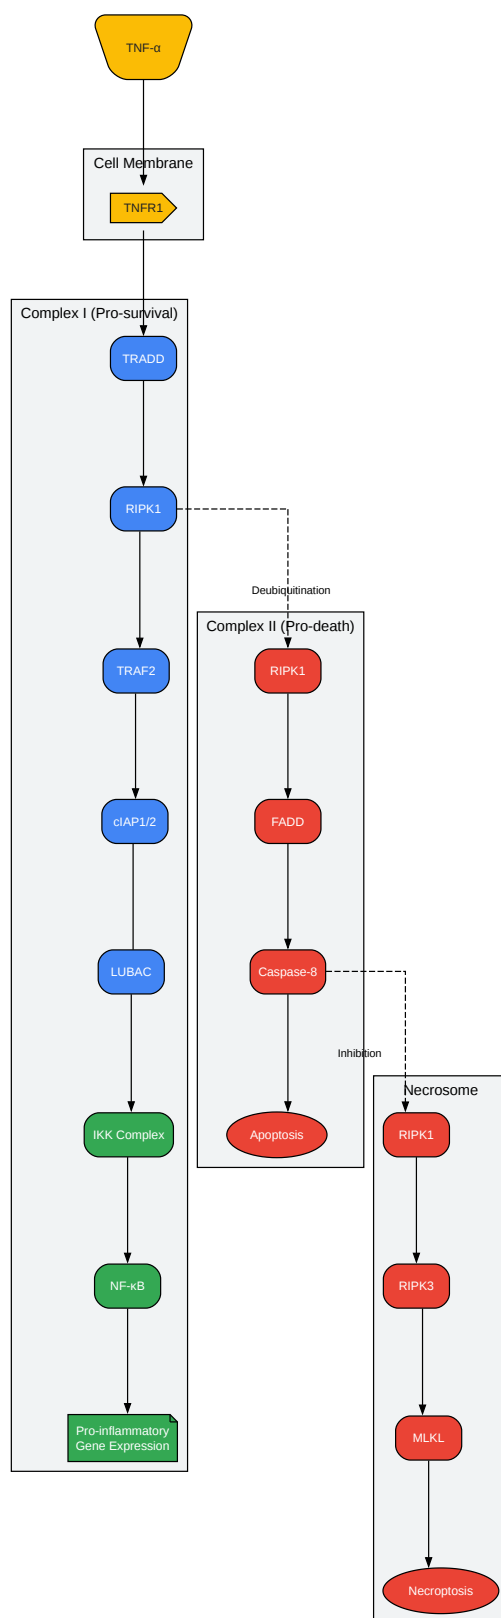 TNF-α
Cell Membrane
TNFR1
Complex I (Pro-survival)
TRADD
RIPK1
Deubiquitination
Complex II (Pro-death)
TRAF2
RIPK1
cIAP1/2
FADD
LUBAC
Caspase-8
Inhibition
Necrosome
IKK Complex
Apoptosis
RIPK1
NF-κB
RIPK3
Pro-inflammatory
Gene Expression
MLKL
Necroptosis